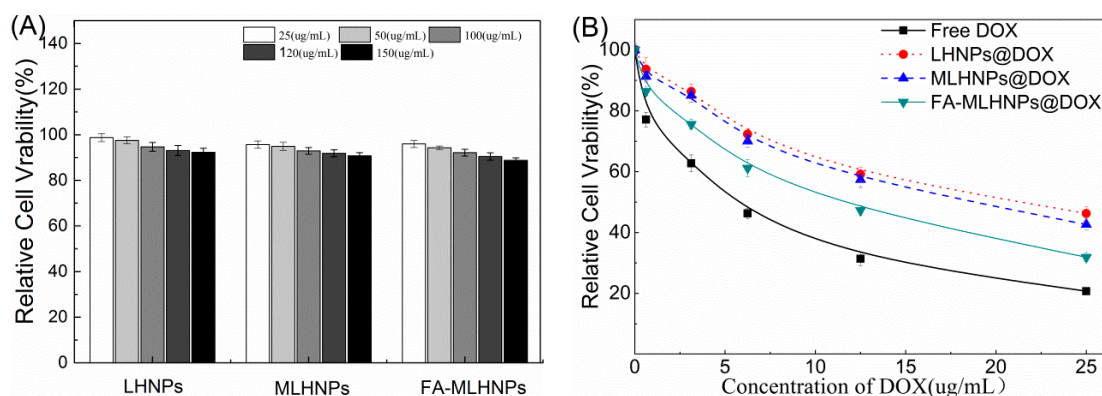 (A)
Relative Cell Vrability(%)
140
120
100
80
60
40
20
0
25(ug/mL) 50(ug/mL) 100(ug/mL)
120(ug/mL) 150(ug/mL)
LHNPs MLHNPs FA-MLHNPs
(B)
Relative Cell Vrability(%)
100
80
60
40
20
Free DOX
LHNPs@DOX
MLHNPs@DOX
FA-MLHNPs@DOX
0 5 10 15 20 25
Concentration of DOX(ug/mL)